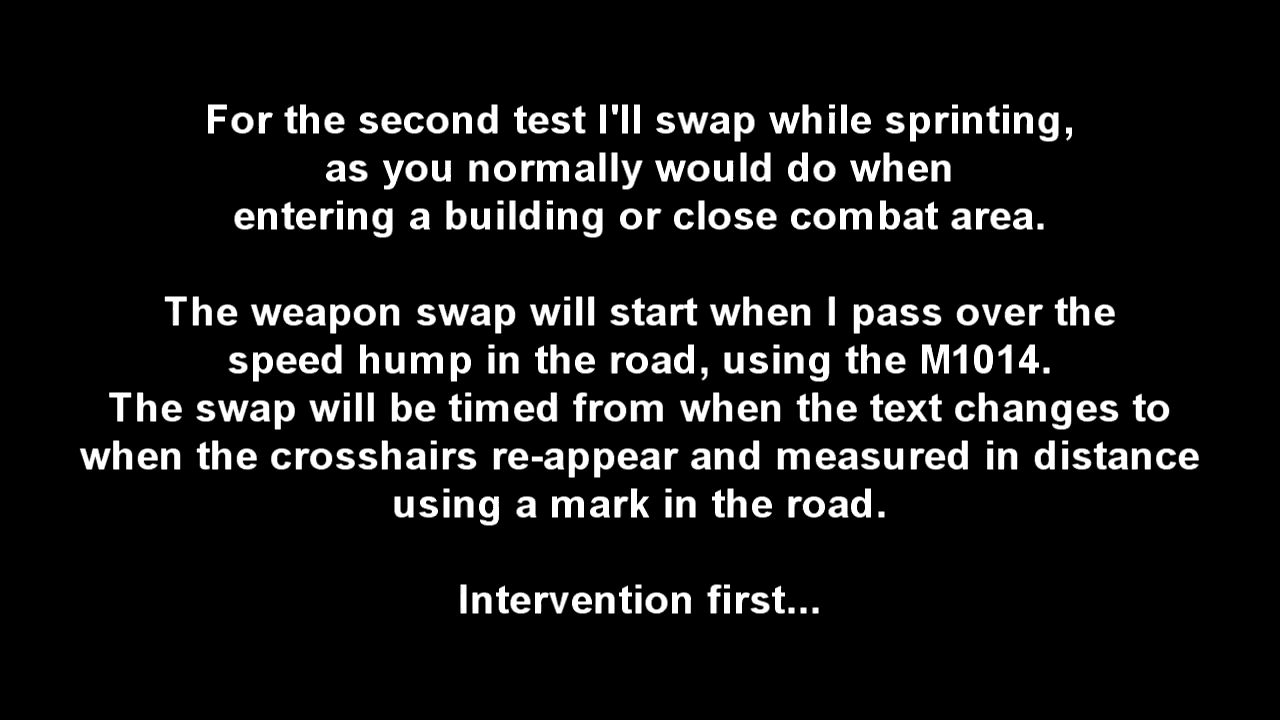 For the second test I'll swap while sprinting,
as you normally would do when
entering a building or close combat area.
The weapon swap will start when I pass over the
speed hump in the road, using the M1014.
The swap will be timed from when the text changes to
when the crosshairs re-appear and measured in distance
using a mark in the road.
Intervention first...